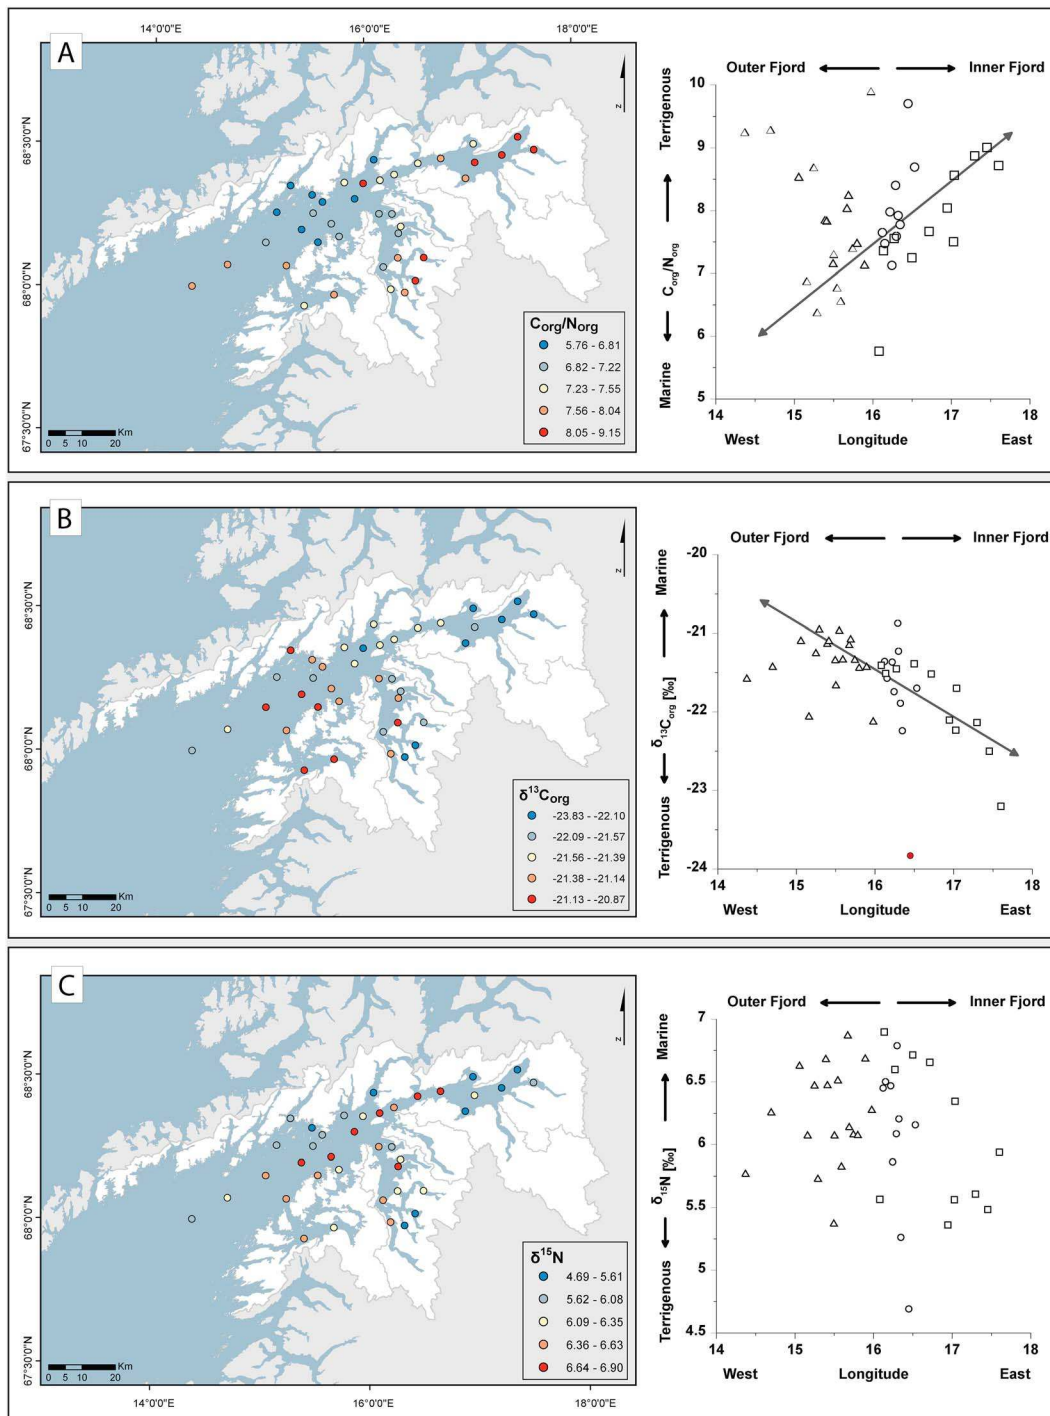 A
14°0'0"E
16°0'0"E
18°0'0"E
68°30'0"N
68°0'0"N
67°30'0"N
N
Corg/Norg
5.76 - 6.81
6.82 - 7.22
7.23 - 7.55
7.56 - 8.04
8.05 - 9.15
Km
0 5 10 20
Outer Fjord
Inner Fjord
Terrigenous
Corg/Norg
Marine
10
9
8
7
6
5
14
15
16
17
18
West
Longitude
East
B
68°30'0"N
68°0'0"N
67°30'0"N
N
δ¹³Corg
-23.83 - -22.10
-22.09 - -21.57
-21.56 - -21.39
-21.38 - -21.14
-21.13 - -20.87
Km
0 5 10 20
Outer Fjord
Inner Fjord
Marine
δ13Corg [‰]
Terrigenous
-20
-21
-22
-23
-24
14
15
16
17
18
West
Longitude
East
C
68°30'0"N
68°0'0"N
67°30'0"N
N
δ¹⁵N
4.69 - 5.61
5.62 - 6.08
6.09 - 6.35
6.36 - 6.63
6.64 - 6.90
Km
0 5 10 20
14°0'0"E
16°0'0"E
18°0'0"E
Outer Fjord
Inner Fjord
Marine
δ15N [‰]
Terrigenous
7
6.5
6
5.5
5
4.5
14
15
16
17
18
West
Longitude
East